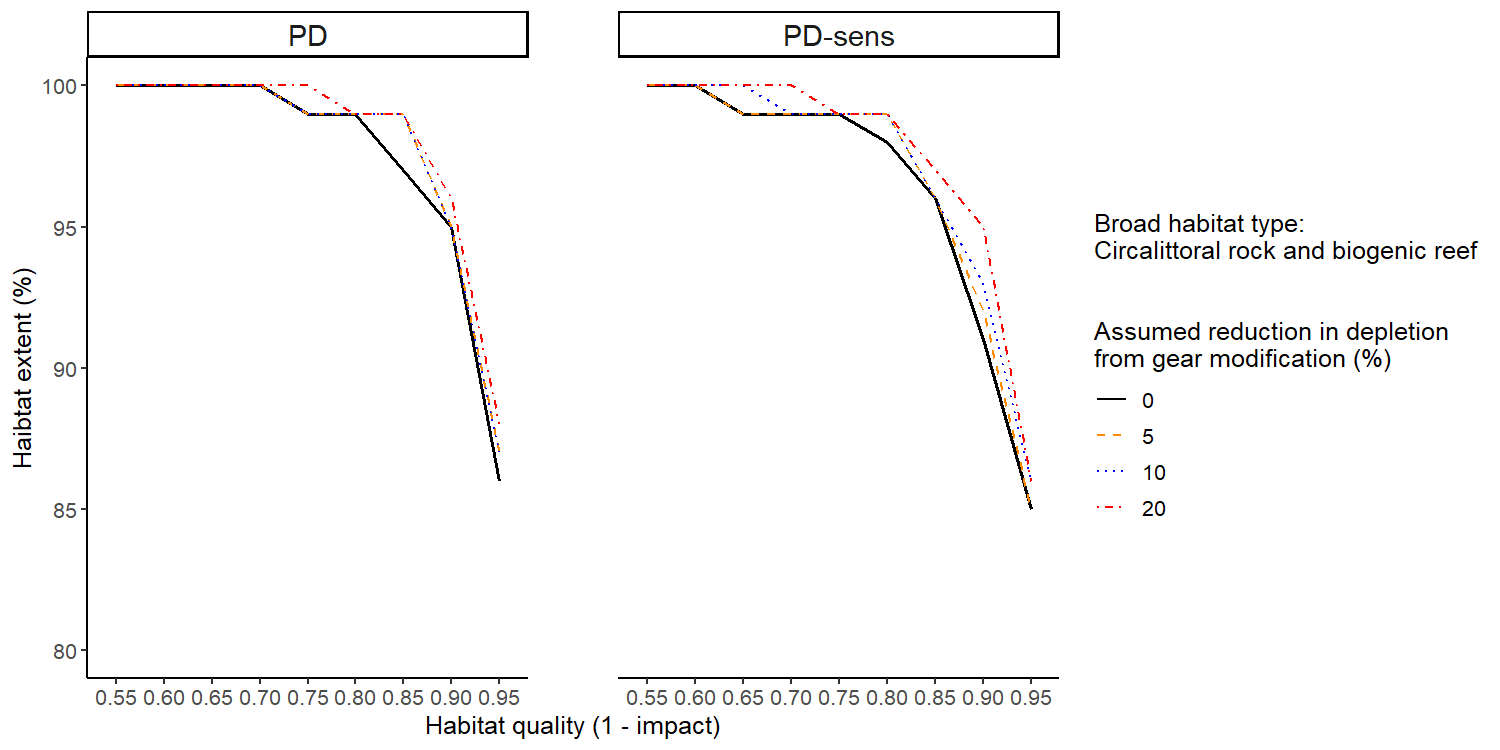 PD
PD-sens
Haibtat extent (%)
100
95
90
85
80
0.55 0.60 0.65 0.70 0.75 0.80 0.85 0.90 0.95
0.55 0.60 0.65 0.70 0.75 0.80 0.85 0.90 0.95
Habitat quality (1 - impact)
Broad habitat type:
Circalittoral rock and biogenic reef
Assumed reduction in depletion
from gear modification (%)
0
5
10
20